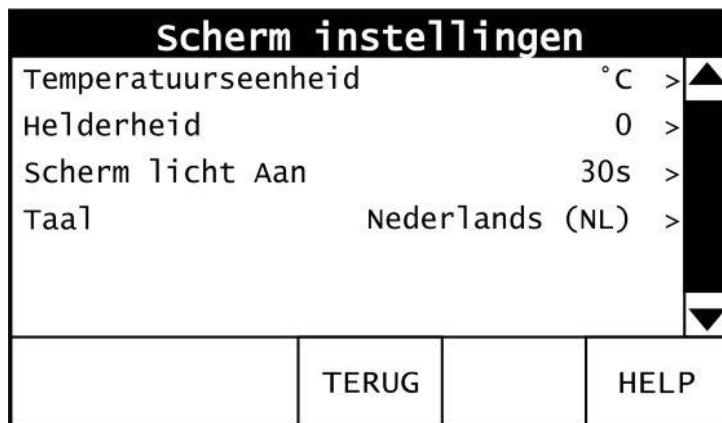 Scherm instellingen
Temperatuurseenheid °C >
Helderheid 0 >
Scherm licht Aan 30s >
Taal Nederlands (NL) >
TERUG HELP